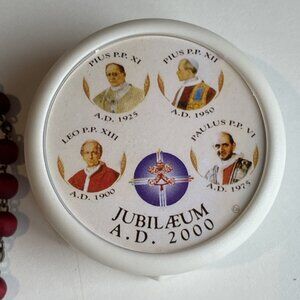 PIUS P.P. XI
A.D. 1925
PIUS P.P. XII
A.D. 1950
LEO P.P. XIII
A.D. 1900
PAULUS P.P. VI
A.D. 1975
JUBILÆUM
A.D. 2000